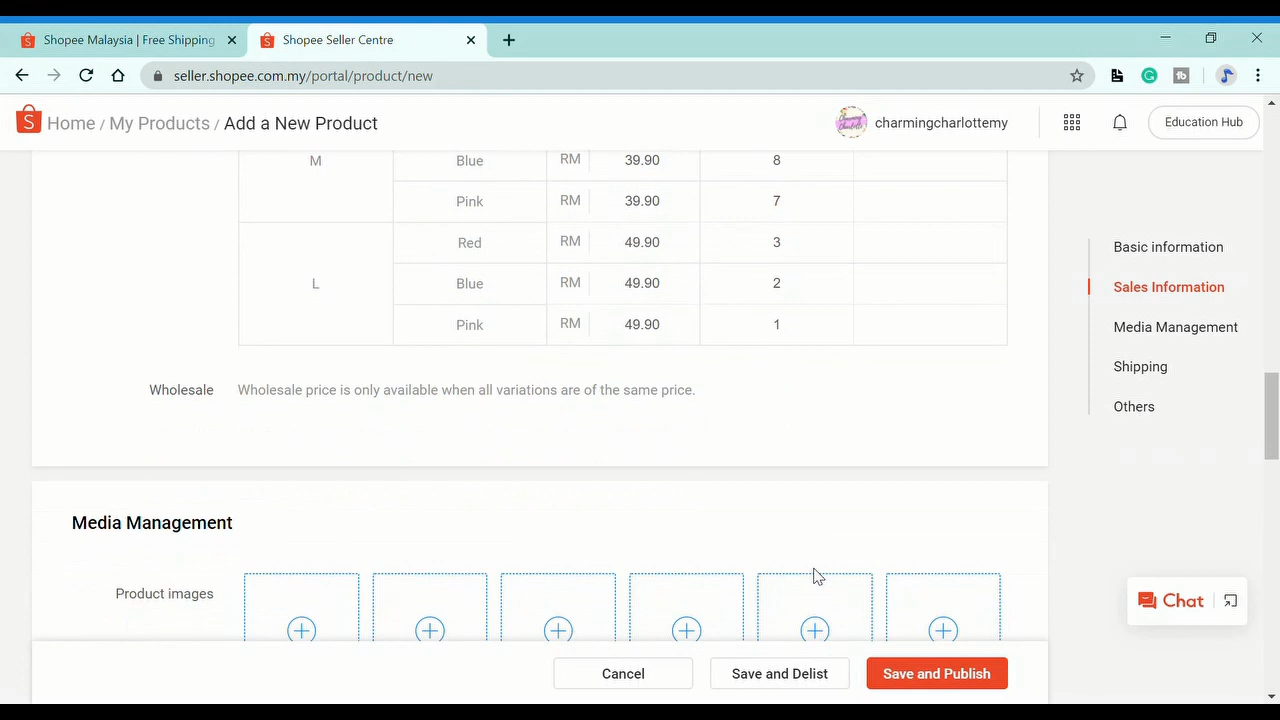 Shopee Malaysia | Free Shipping
Shopee Seller Centre
seller.shopee.com.my/portal/product/new
Home / My Products / Add a New Product
charmingcharlottemy
Education Hub
M Blue RM 39.90 8
Pink RM 39.90 7
Red RM 49.90 3
L Blue RM 49.90 2
Pink RM 49.90 1
Wholesale Wholesale price is only available when all variations are of the same price.
Media Management
Product images
Cancel Save and Delist Save and Publish
Basic information
Sales Information
Media Management
Shipping
Others
Chat